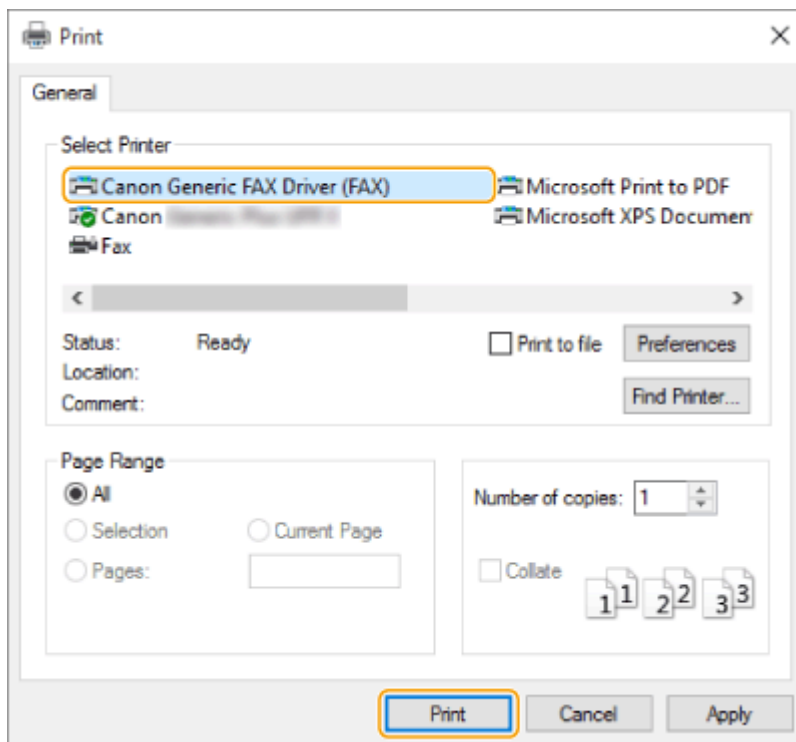 Print
General
Select Printer
Canon Generic FAX Driver (FAX)
Microsoft Print to PDF
Canon
Microsoft XPS Documen
Fax
Status: Ready
Print to file
Preferences
Location:
Comment:
Find Printer...
Page Range
All
Number of copies: 1
Selection
Current Page
Pages:
Collate
1 1 2 2 3 3
Print
Cancel
Apply